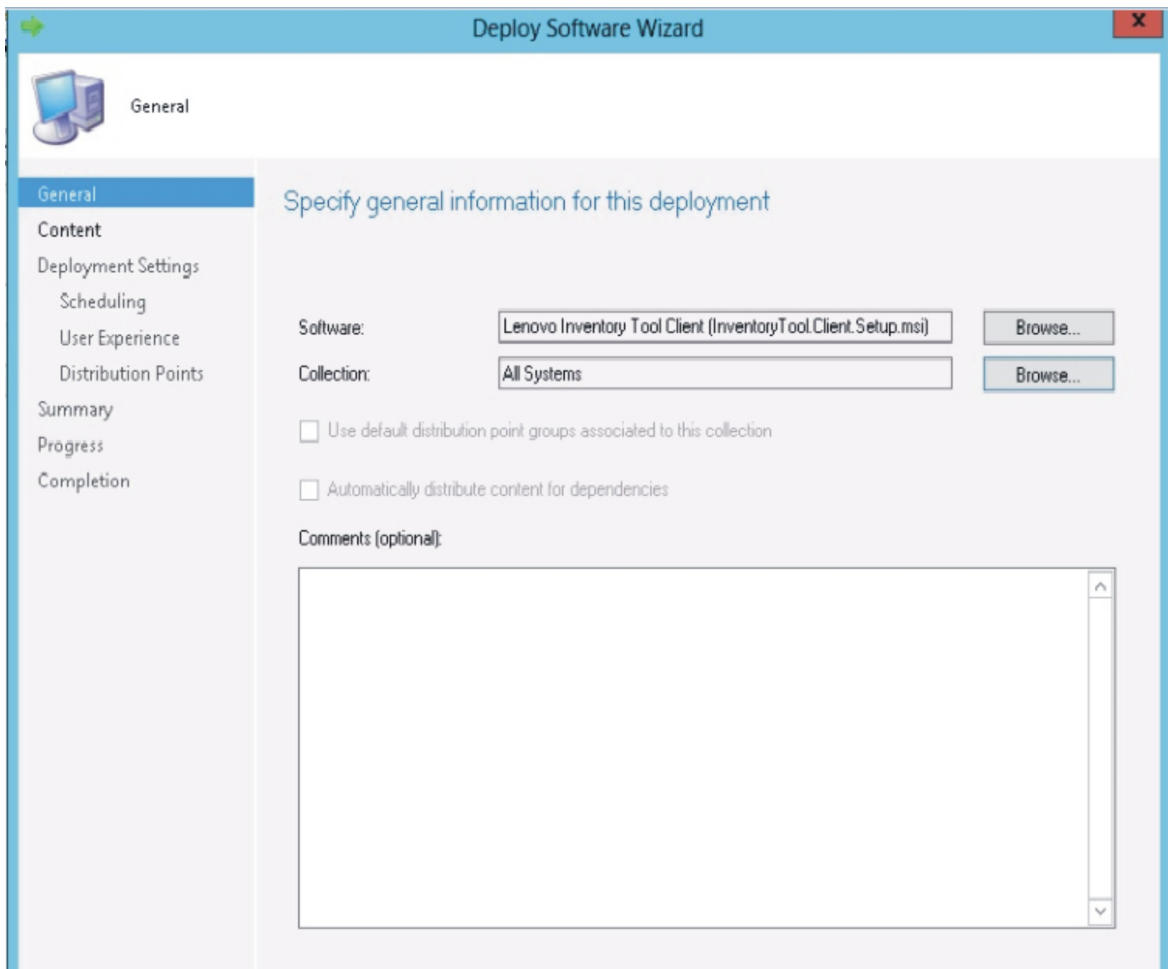 Deploy Software Wizard
x
General
General
Content
Deployment Settings
Scheduling
User Experience
Distribution Points
Summary
Progress
Completion
Specify general information for this deployment
Software: Lenovo Inventory Tool Client (InventoryTool.Client.Setup.msi) Browse...
Collection: All Systems Browse...
Use default distribution point groups associated to this collection
Automatically distribute content for dependencies
Comments (optional):